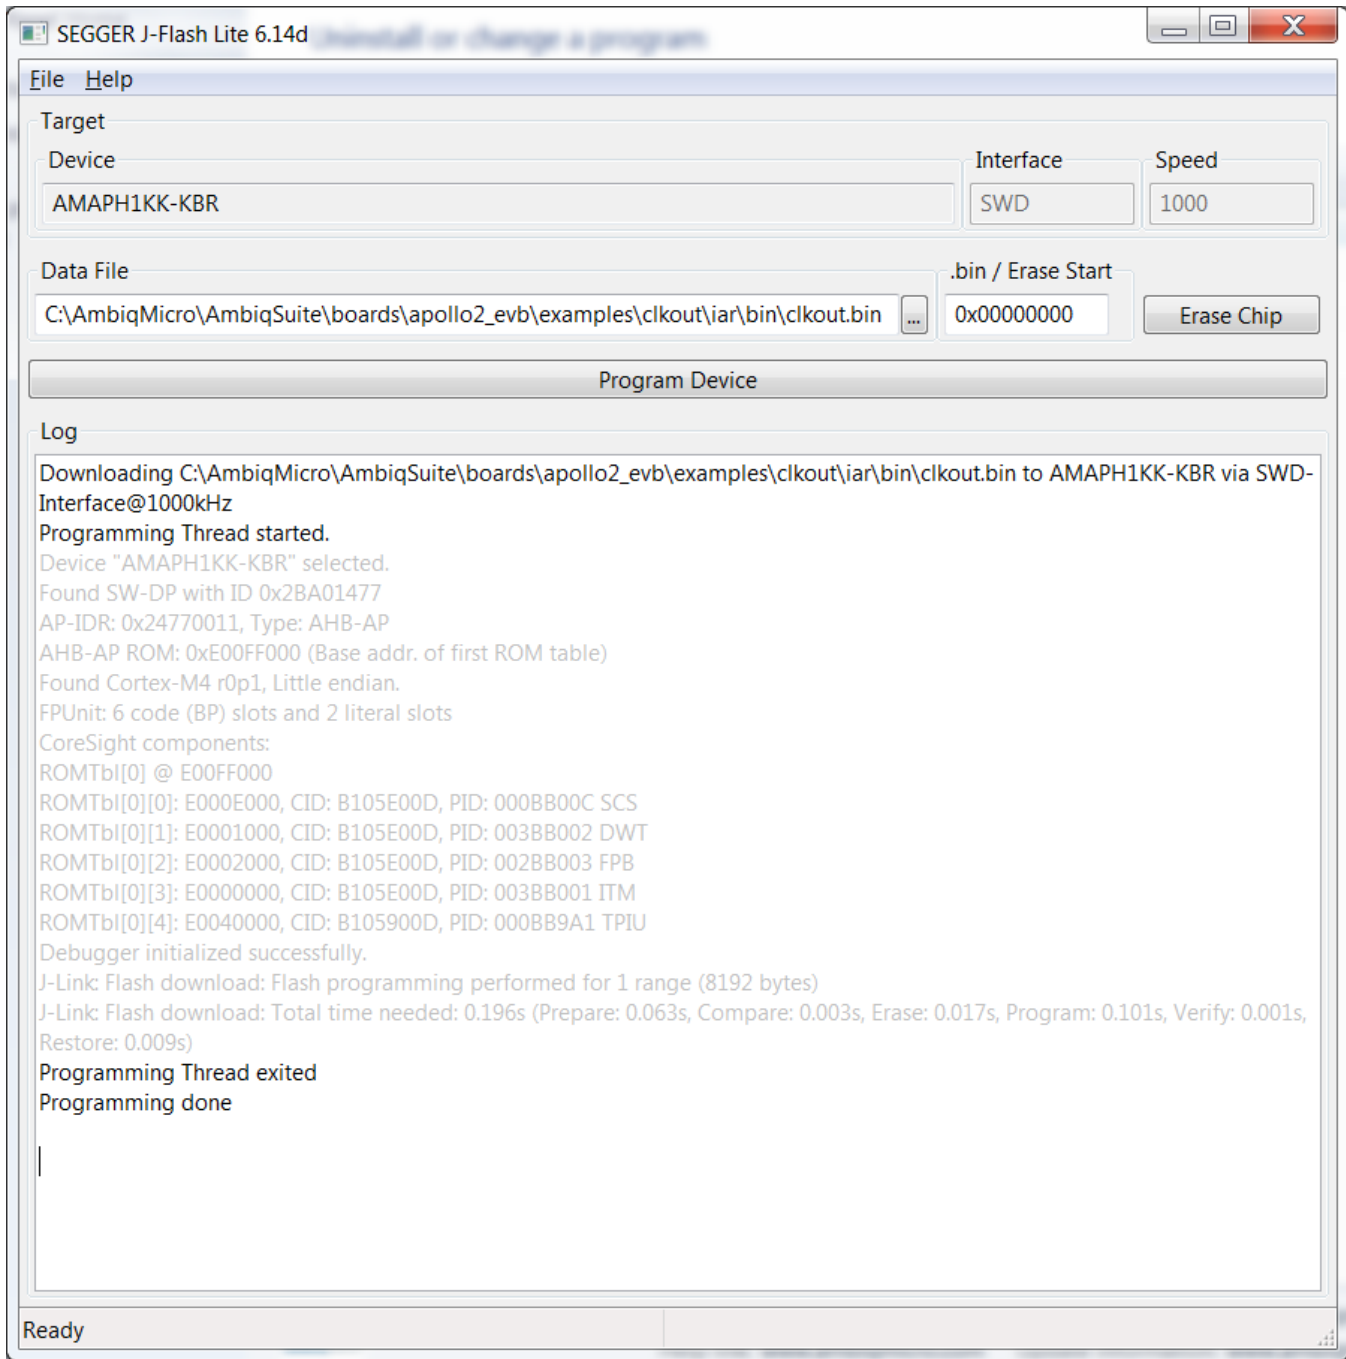 SEGGER J-Flash Lite 6.14d
Uninstall or change a program
File Help
Target
Device
Interface
Speed
AMAPH1KK-KBR
SWD
1000
Data File
.bin / Erase Start
C:\AmbiqMicro\AmbiqSuite\boards\apollo2_evb\examples\clkout\iar\bin\clkout.bin
...
0x00000000
Erase Chip
Program Device
Log
Downloading C:\AmbiqMicro\AmbiqSuite\boards\apollo2_evb\examples\clkout\iar\bin\clkout.bin to AMAPH1KK-KBR via SWD-
Interface@1000kHz
Programming Thread started.
Device "AMAPH1KK-KBR" selected.
Found SW-DP with ID 0x2BA01477
AP-IDR: 0x24770011, Type: AHB-AP
AHB-AP ROM: 0xE00FF000 (Base addr. of first ROM table)
Found Cortex-M4 r0p1, Little endian.
FPUnit: 6 code (BP) slots and 2 literal slots
CoreSight components:
ROMTbl[0] @ E00FF000
ROMTbl[0][0]: E000E000, CID: B105E00D, PID: 000BB00C SCS
ROMTbl[0][1]: E0001000, CID: B105E00D, PID: 003BB002 DWT
ROMTbl[0][2]: E0002000, CID: B105E00D, PID: 002BB003 FPB
ROMTbl[0][3]: E0000000, CID: B105E00D, PID: 003BB001 ITM
ROMTbl[0][4]: E0040000, CID: B105900D, PID: 000BB9A1 TPIU
Debugger initialized successfully.
J-Link: Flash download: Flash programming performed for 1 range (8192 bytes)
J-Link: Flash download: Total time needed: 0.196s (Prepare: 0.063s, Compare: 0.003s, Erase: 0.017s, Program: 0.101s, Verify: 0.001s,
Restore: 0.009s)
Programming Thread exited
Programming done
Ready